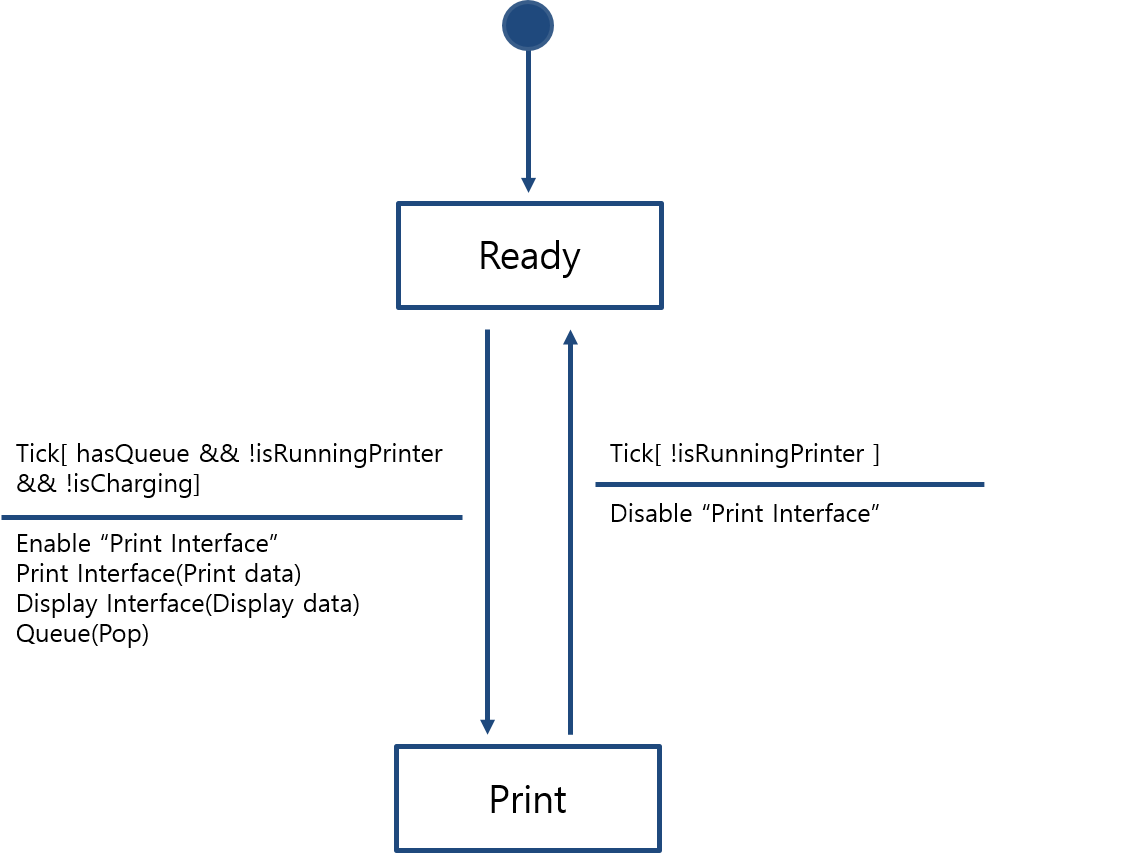 Ready
Tick[ hasQueue && !isRunningPrinter
&& !isCharging]
Enable “Print Interface”
Print Interface(Print data)
Display Interface(Display data)
Queue(Pop)
Tick[ !isRunningPrinter ]
Disable “Print Interface”
Print